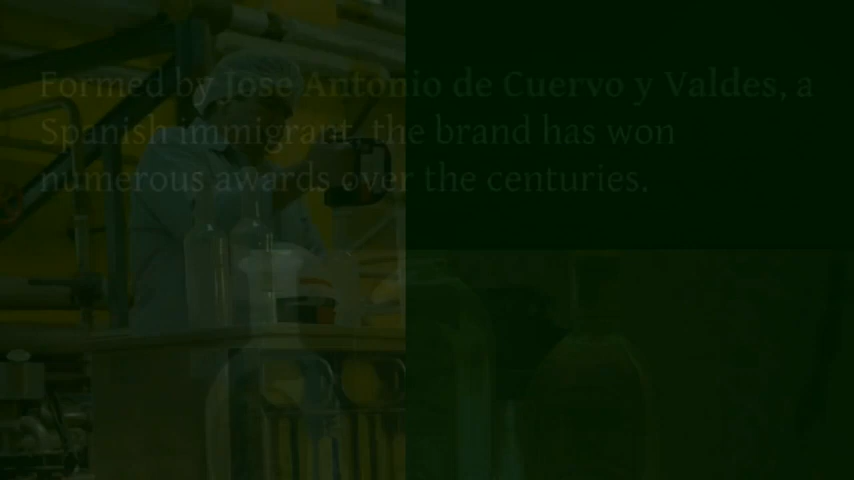 Formed by Jose Antonio de Cuervo y Valdes, a
Spanish immigrant, the brand has won
numerous awards over the centuries.